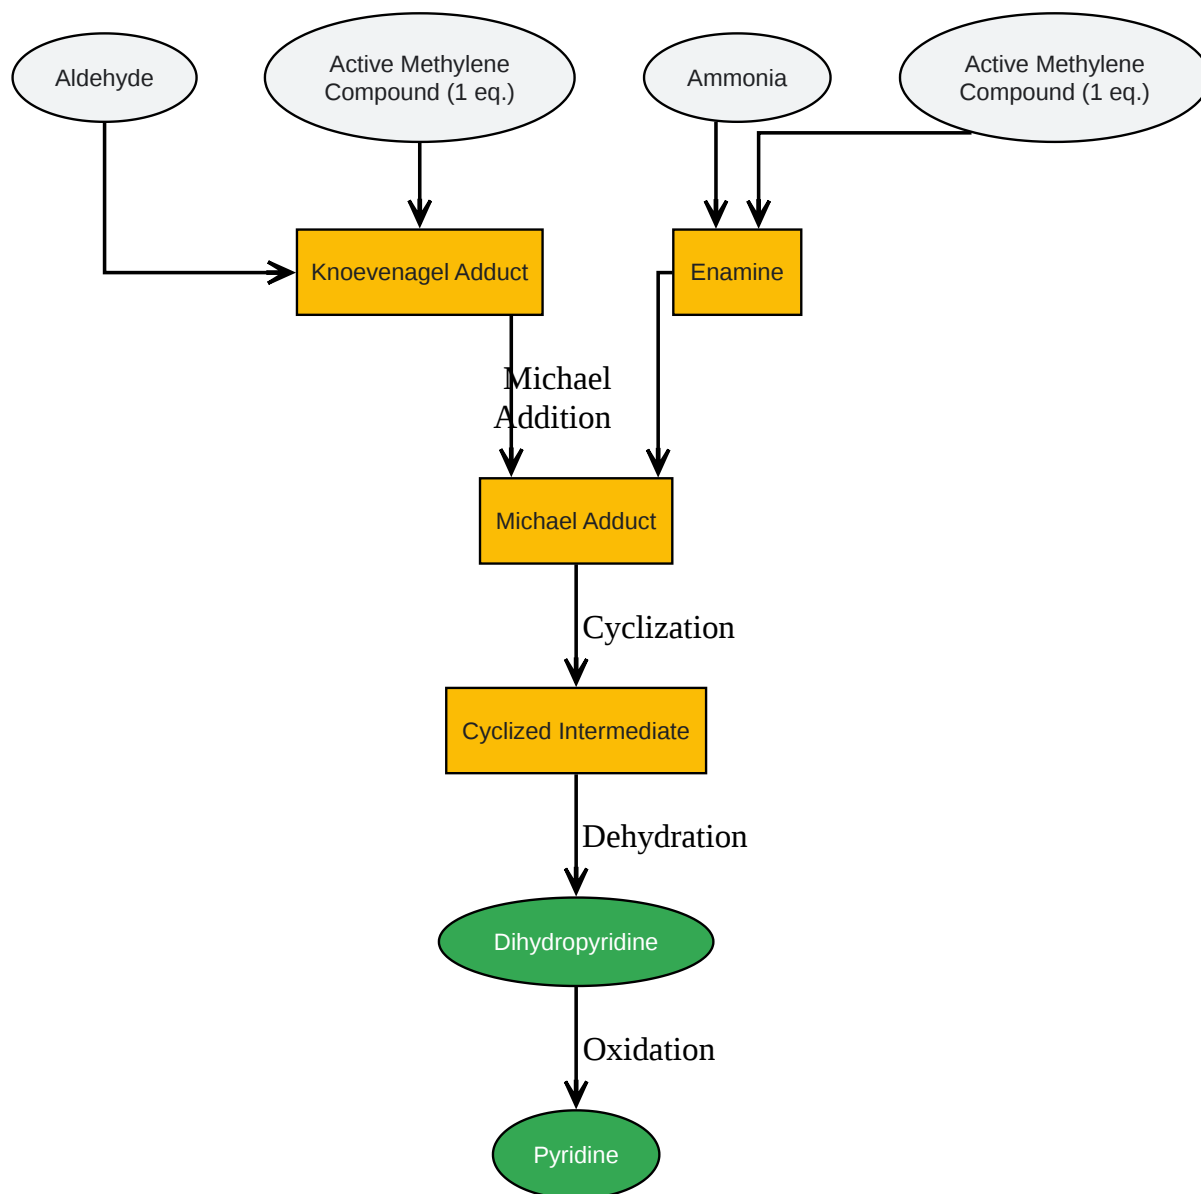 Aldehyde
Active Methylene
Compound (1 eq.)
Ammonia
Active Methylene
Compound (1 eq.)
Knoevenagel Adduct
Enamine
Michael
Addition
Michael Adduct
Cyclization
Cyclized Intermediate
Dehydration
Dihydropyridine
Oxidation
Pyridine